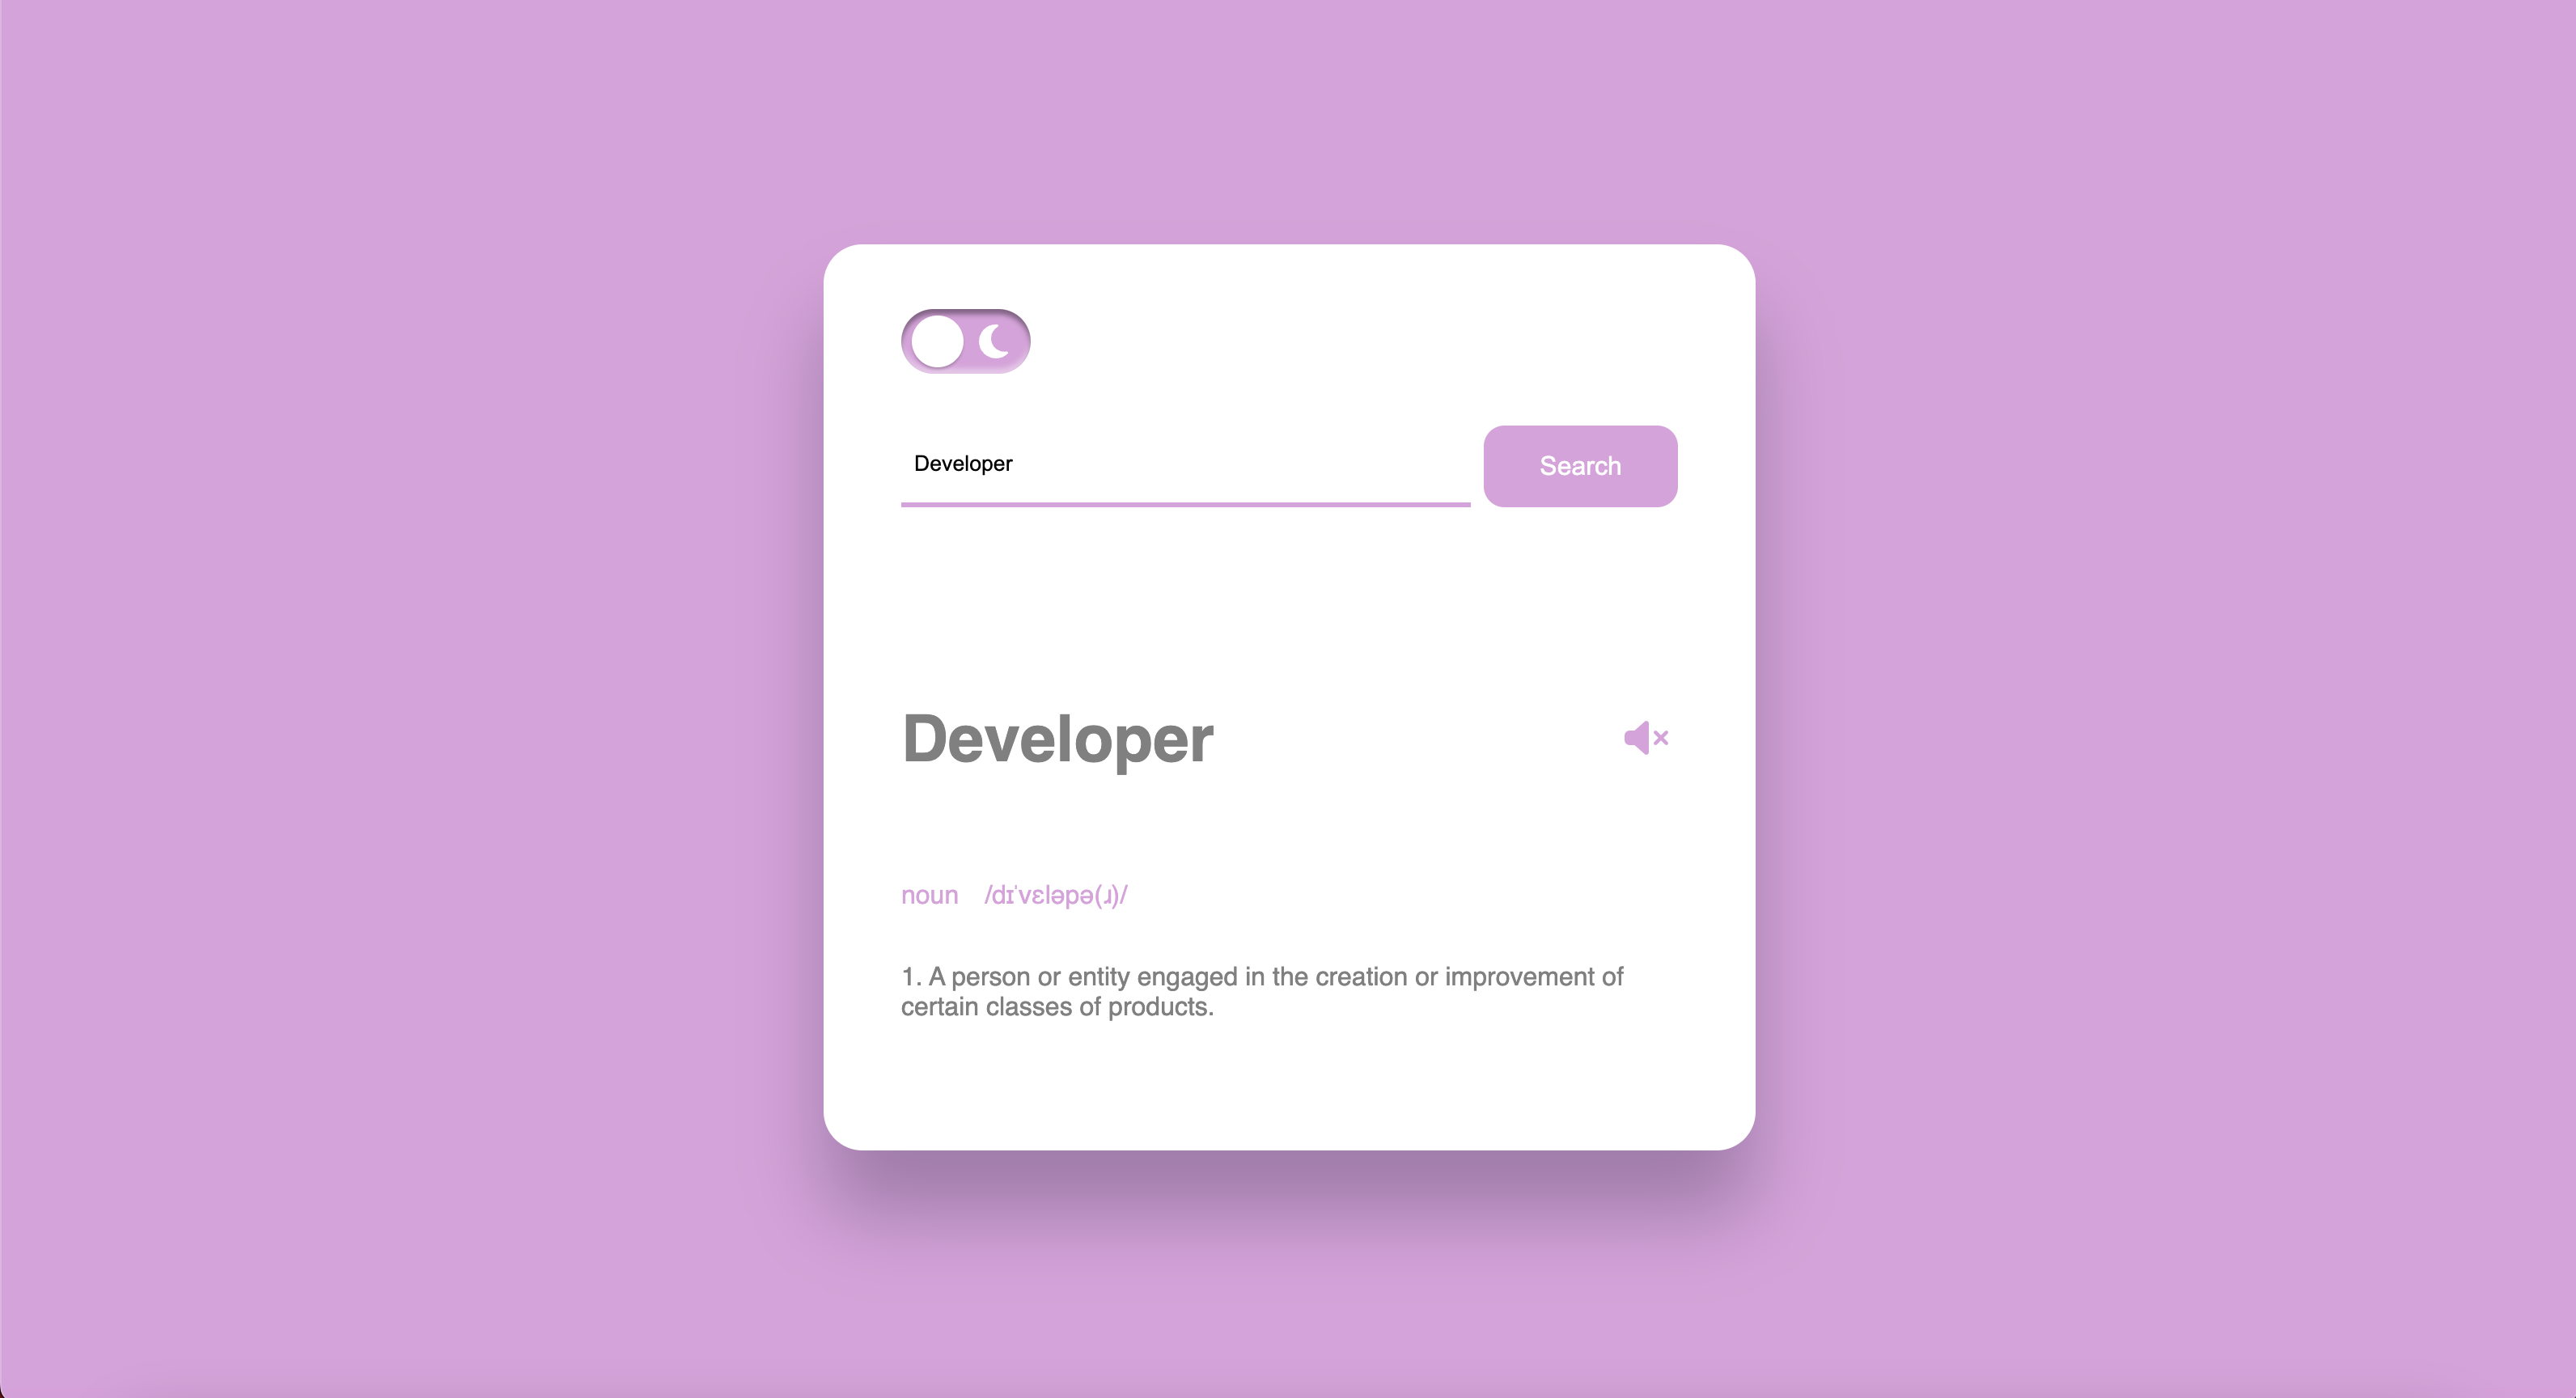 Developer
Search
Developer
noun /dɪˈvɛləpə(ɹ)/
1. A person or entity engaged in the creation or improvement of
certain classes of products.